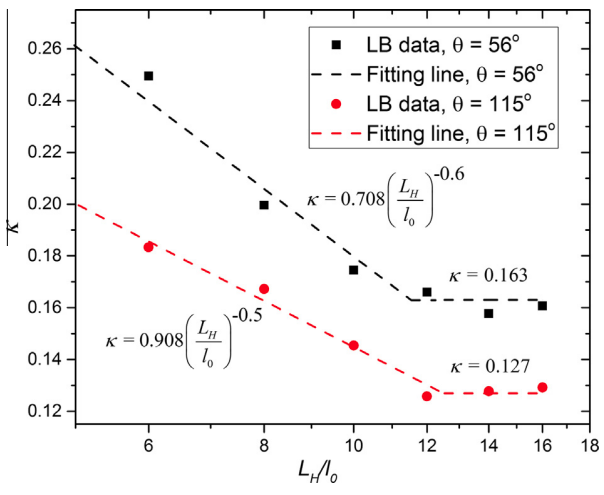 0.26
0.24
0.22
0.20
0.18
0.16
0.14
0.12
κ
LB data, θ = 56°
Fitting line, θ = 56°
LB data, θ = 115°
Fitting line, θ = 115°
κ = 0.708(L_H/l_0)^-0.6
κ = 0.163
κ = 0.908(L_H/l_0)^-0.5
κ = 0.127
6 8 10 12 14 16 18
L_H/l_0